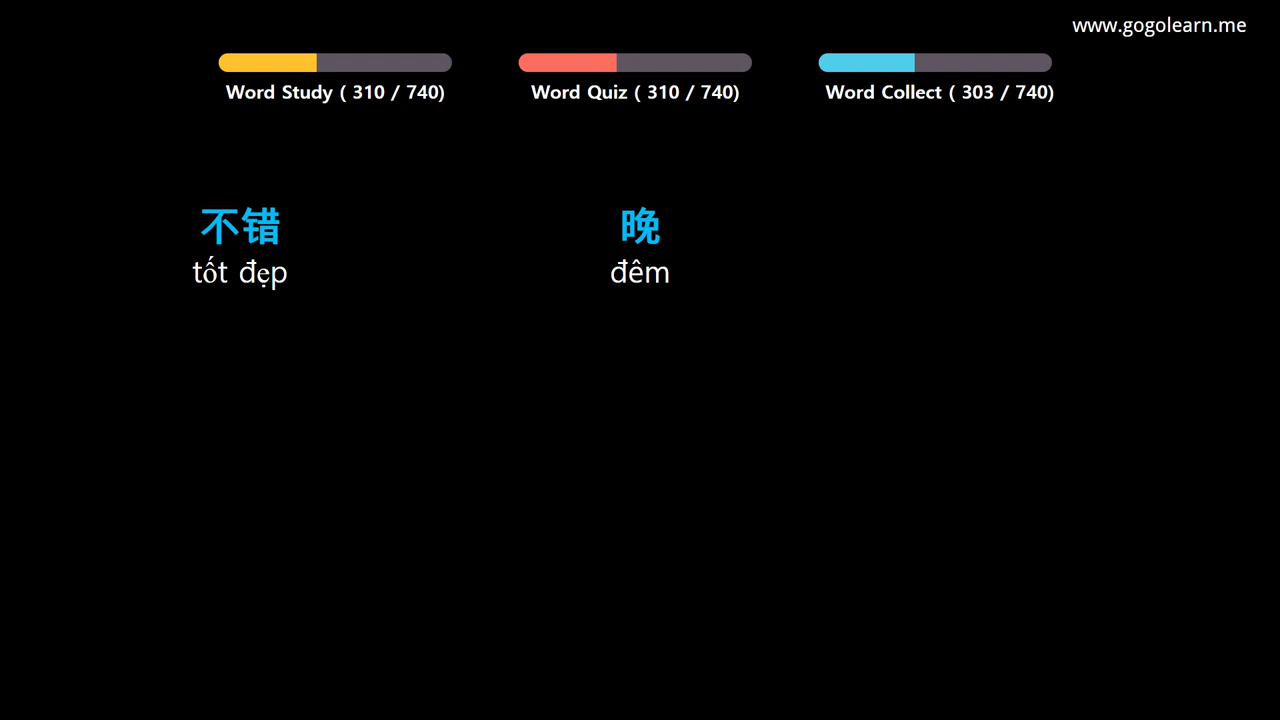 www.gogolearn.me
Word Study ( 310 / 740)
Word Quiz ( 310 / 740)
Word Collect ( 303 / 740)
不错
tốt đẹp
晚
đêm